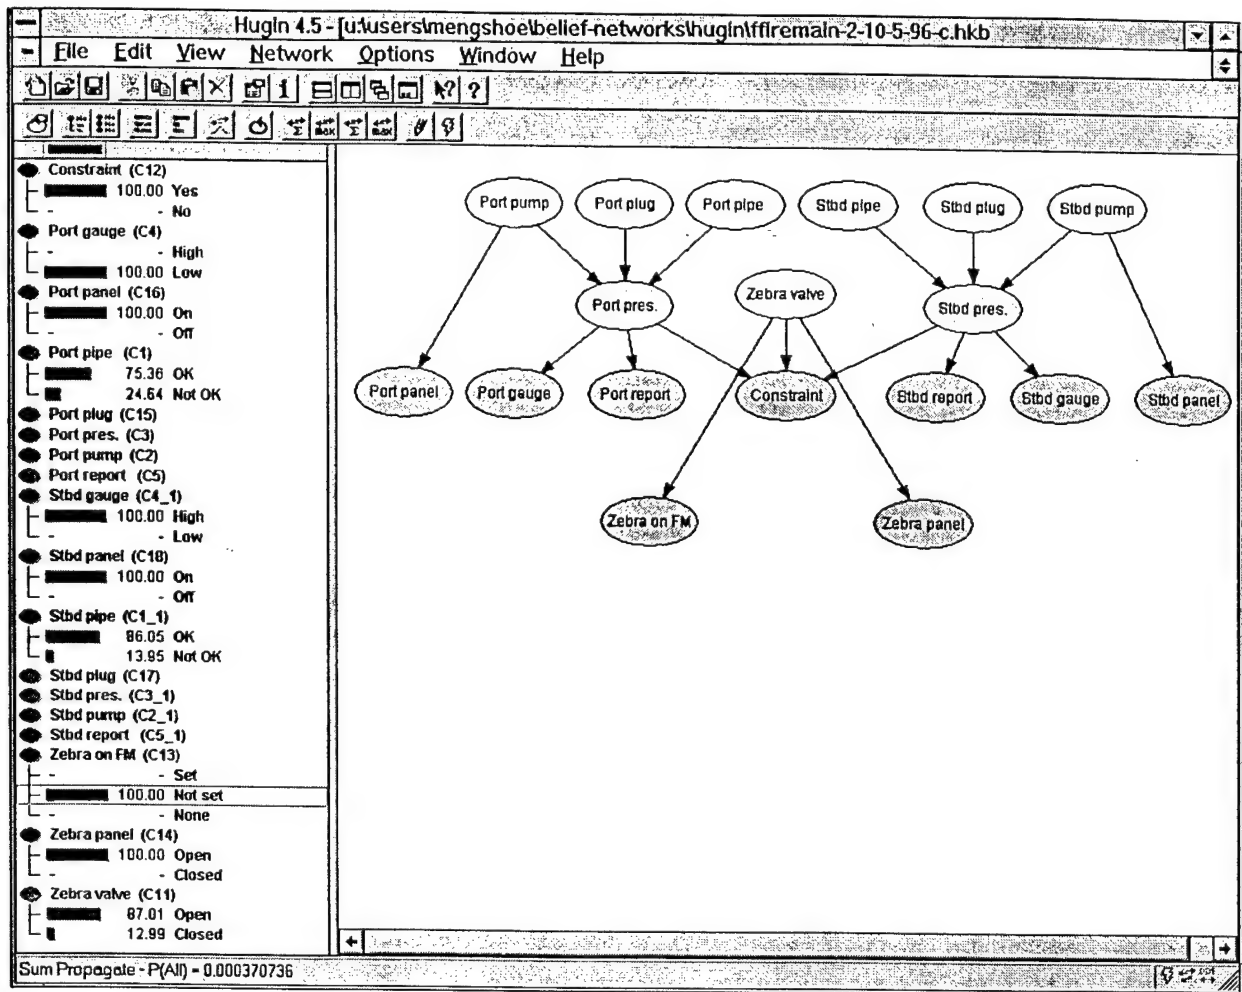 Hugin 4.5 - [u:\users\mengshoe\belief-networks\hugin\ffiremain-2-10-5-96-c.hkb
File Edit View Network Options Window Help
Constraint (C12)
100.00 Yes
- - No
Port gauge (C4)
- - High
100.00 Low
Port panel (C16)
100.00 On
- - Off
Port pipe (C1)
75.36 OK
24.64 Not OK
Port plug (C15)
Port pres. (C3)
Port pump (C2)
Port report (C5)
Stbd gauge (C4_1)
100.00 High
- - Low
Stbd panel (C18)
100.00 On
- - Off
Stbd pipe (C1_1)
86.05 OK
13.95 Not OK
Stbd plug (C17)
Stbd pres. (C3_1)
Stbd pump (C2_1)
Stbd report (C5_1)
Zebra on FM (C13)
- - Set
100.00 Not set
- - None
Zebra panel (C14)
100.00 Open
- - Closed
Zebra valve (C11)
87.01 Open
12.99 Closed
Port pump Port plug Port pipe Stbd pipe Stbd plug Stbd pump
Port pres. Zebra valve Stbd pres.
Port panel Port gauge Port report Constraint Stbd report Stbd gauge Stbd panel
Zebra on FM Zebra panel
Sum Propagate - P(All) = 0.000370736